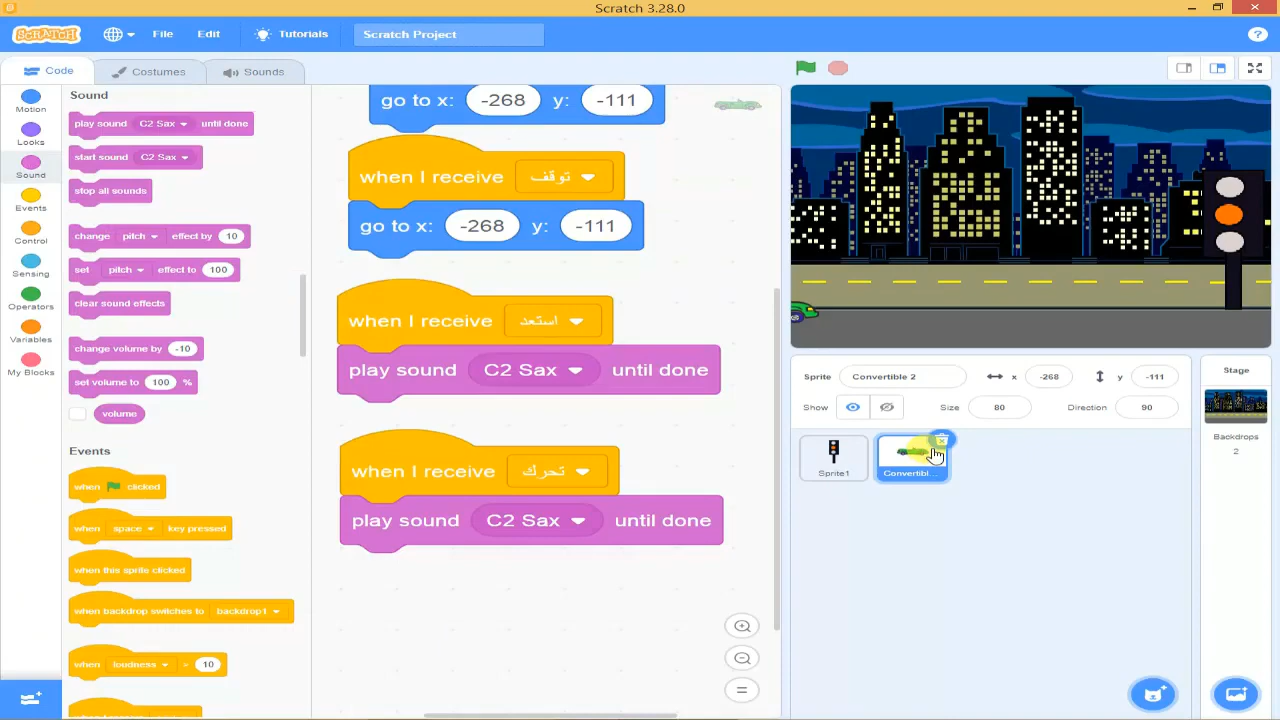 Scratch 3.28.0
SCRATCH File Edit Tutorials Scratch Project ?
Code Costumes Sounds
Motion
Looks
Sound
Events
Control
Sensing
Operators
Variables
My Blocks
Sound
play sound C2 Sax until done
start sound C2 Sax
stop all sounds
change pitch effect by 10
set pitch effect to 100
clear sound effects
change volume by -10
set volume to 100 %
volume
Events
when clicked
when space key pressed
when this sprite clicked
when backdrop switches to backdrop1
when loudness > 10
go to x: -268 y: -111
when I receive توقف
go to x: -268 y: -111
when I receive استعد
play sound C2 Sax until done
when I receive تحرك
play sound C2 Sax until done
Sprite Convertible 2 x -268 y -111
Show Size 80 Direction 90
Sprite1
Convertibl...
Stage
Backdrops
2